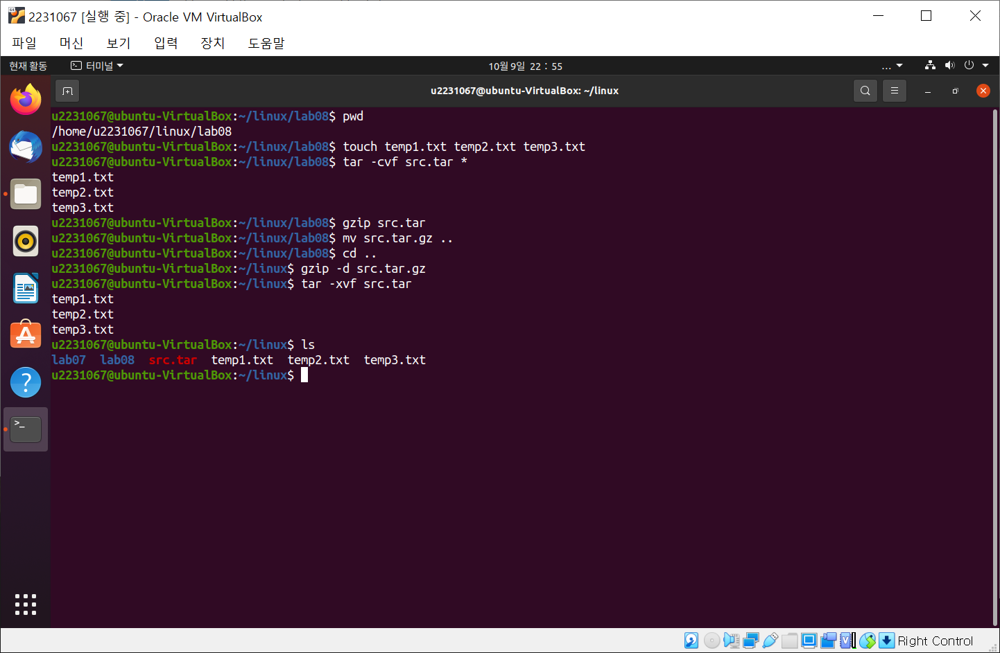 2231067 [실행 중] - Oracle VM VirtualBox
파일 머신 보기 입력 장치 도움말
현재 활동 터미널 10월 9일 22 : 55 ...
u2231067@ubuntu-VirtualBox: ~/linux
u2231067@ubuntu-VirtualBox:~/linux/lab08$ pwd
/home/u2231067/linux/lab08
u2231067@ubuntu-VirtualBox:~/linux/lab08$ touch temp1.txt temp2.txt temp3.txt
u2231067@ubuntu-VirtualBox:~/linux/lab08$ tar -cvf src.tar *
temp1.txt
temp2.txt
temp3.txt
u2231067@ubuntu-VirtualBox:~/linux/lab08$ gzip src.tar
u2231067@ubuntu-VirtualBox:~/linux/lab08$ mv src.tar.gz ..
u2231067@ubuntu-VirtualBox:~/linux/lab08$ cd ..
u2231067@ubuntu-VirtualBox:~/linux$ gzip -d src.tar.gz
u2231067@ubuntu-VirtualBox:~/linux$ tar -xvf src.tar
temp1.txt
temp2.txt
temp3.txt
u2231067@ubuntu-VirtualBox:~/linux$ ls
lab07 lab08 src.tar temp1.txt temp2.txt temp3.txt
u2231067@ubuntu-VirtualBox:~/linux$
Right Control